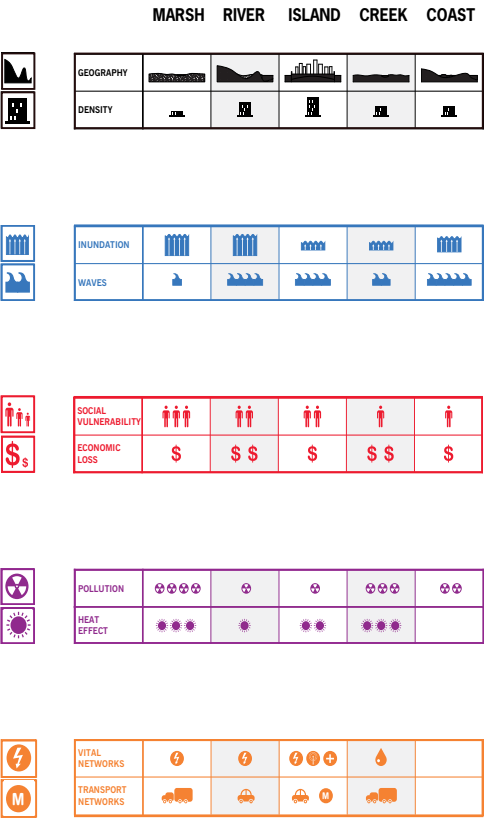 MARSH RIVER ISLAND CREEK COAST
GEOGRAPHY
DENSITY
INUNDATION
WAVES
SOCIAL
VULNERABILITY
$ $ ECONOMIC
LOSS $ $ $ $ $ $ $
POLLUTION
HEAT
EFFECT
VITAL
NETWORKS
M TRANSPORT
NETWORKS M